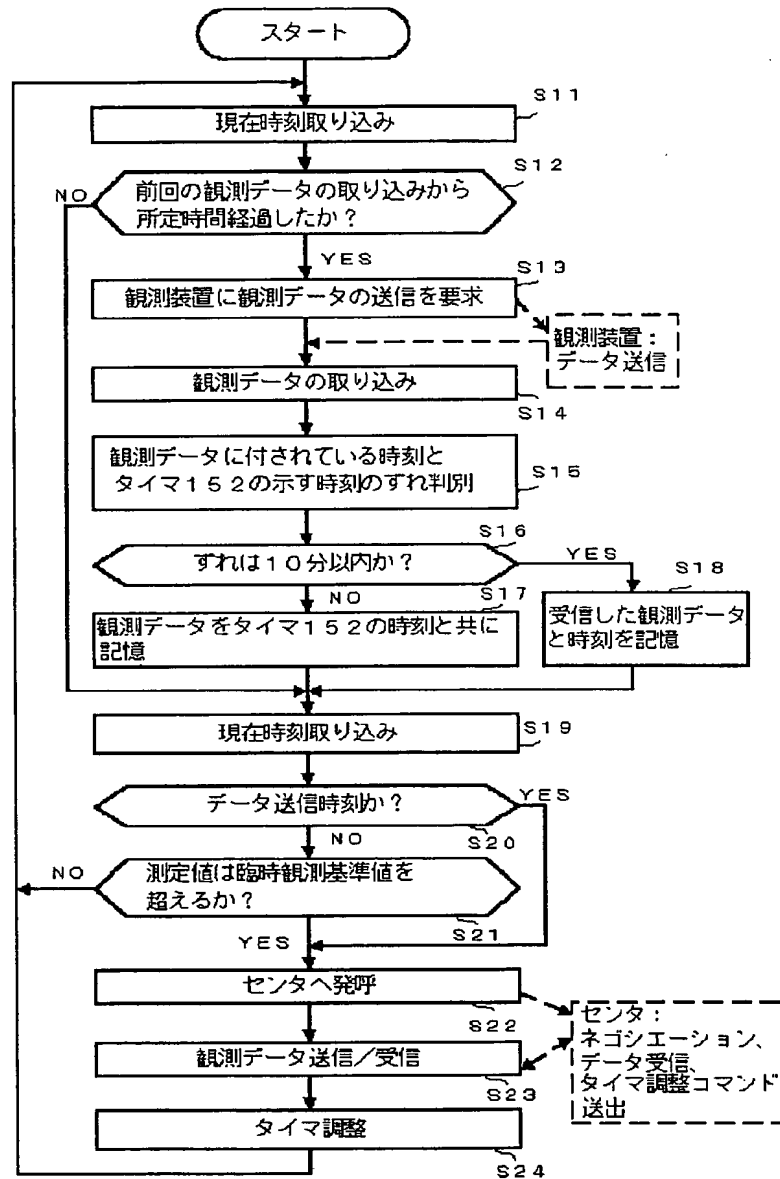 スタート
S11
現在時刻取り込み
S12
NO
前回の観測データの取り込みから
所定時間経過したか？
YES
S13
観測装置に観測データの送信を要求
観測装置：
データ送信
観測データの取り込み
S14
観測データに付されている時刻と
タイマ１５２の示す時刻のずれ判別
S15
S16
ずれは１０分以内か？
YES
NO
S17
S18
観測データをタイマ１５２の時刻と共に
記憶
受信した観測データ
と時刻を記憶
現在時刻取り込み
S19
データ送信時刻か？
YES
S20
NO
NO
測定値は臨時観測基準値を
超えるか？
S21
YES
センタへ発呼
S22
センタ：
ネゴシエーション、
データ受信、
タイマ調整コマンド
送出
観測データ送信／受信
S23
タイマ調整
S24